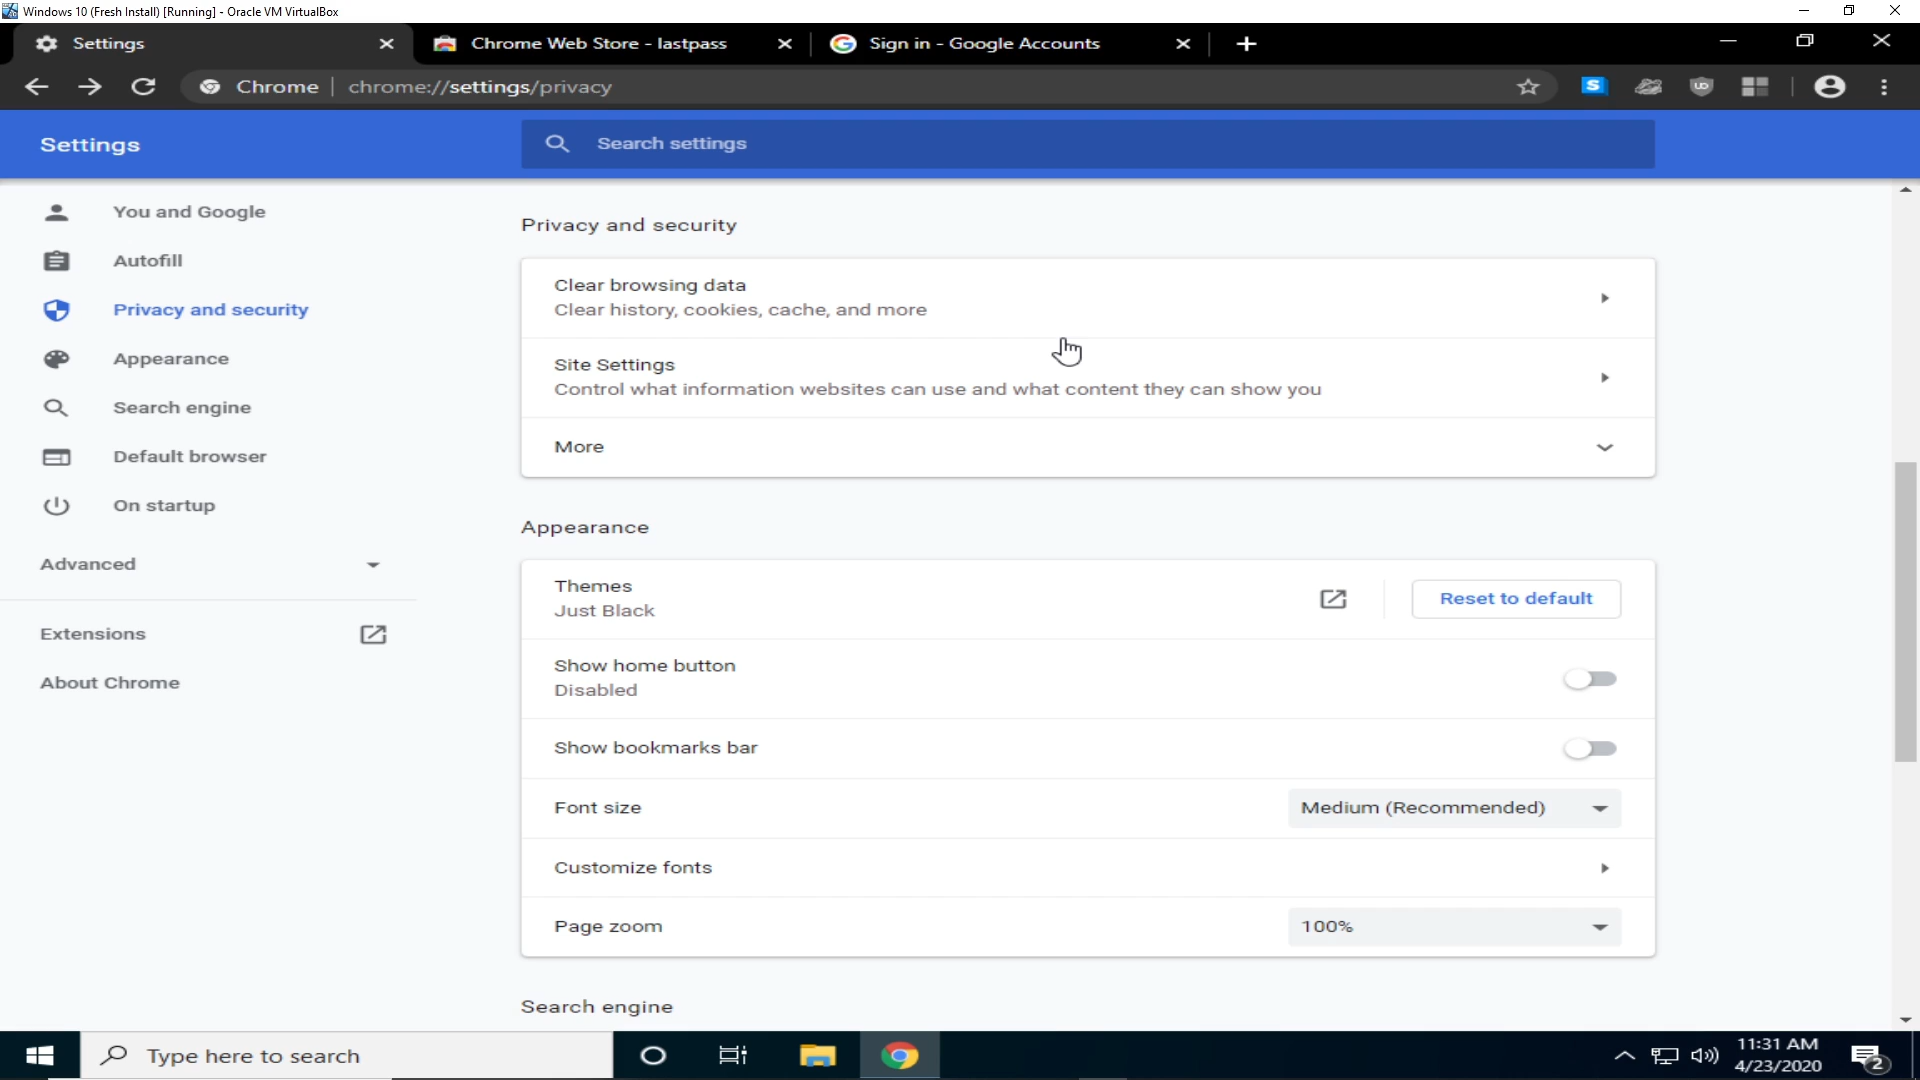 Windows 10 (Fresh Install) [Running] - Oracle VM VirtualBox
Settings
Chrome Web Store - lastpass
Sign in - Google Accounts
Chrome
chrome://settings/privacy
S
UD
Settings
Search settings
You and Google
Autofill
Privacy and security
Appearance
Search engine
Default browser
On startup
Advanced
Extensions
About Chrome
Privacy and security
Clear browsing data
Clear history, cookies, cache, and more
Site Settings
Control what information websites can use and what content they can show you
More
Appearance
Themes
Just Black
Reset to default
Show home button
Disabled
Show bookmarks bar
Font size
Medium (Recommended)
Customize fonts
Page zoom
100%
Search engine
Type here to search
11:31 AM
4/23/2020
2